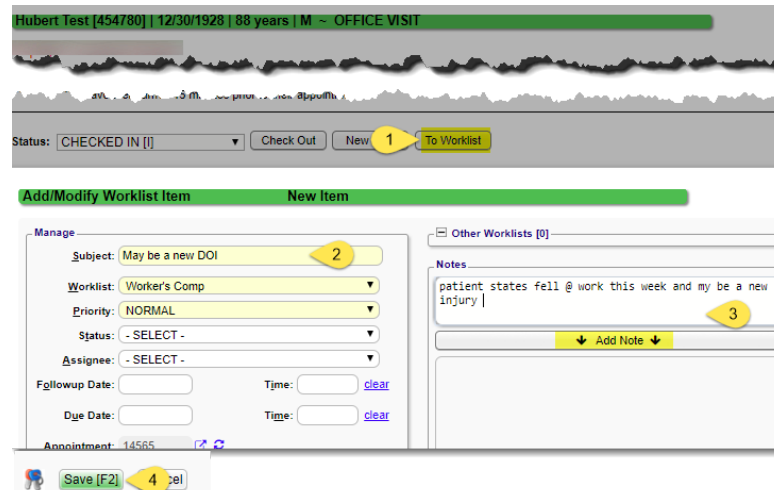 Hubert Test [454780] | 12/30/1928 | 88 years | M ~ OFFICE VISIT
Status: CHECKED IN [I] Check Out New 1 To Worklist
Add/Modify Worklist Item New Item
Manage
Subject: May be a new DOI 2
Worklist: Worker's Comp
Priority: NORMAL
Status: - SELECT -
Assignee: - SELECT -
Followup Date: Time: clear
Due Date: Time: clear
Appointment: 14565
Other Worklists [0]
Notes
patient states fell @ work this week and my be a new
injury
3
Add Note
Save [F2] 4